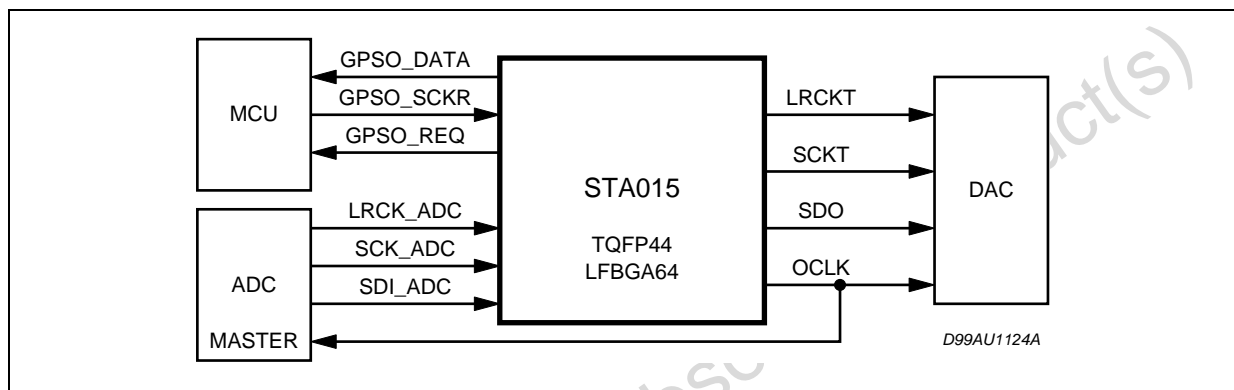 MCU
GPSO_DATA
GPSO_SCKR
GPSO_REQ
ADC
MASTER
LRCK_ADC
SCK_ADC
SDI_ADC
STA015
TQFP44
LFBGA64
LRCKT
SCKT
SDO
OCLK
DAC
D99AU1124A